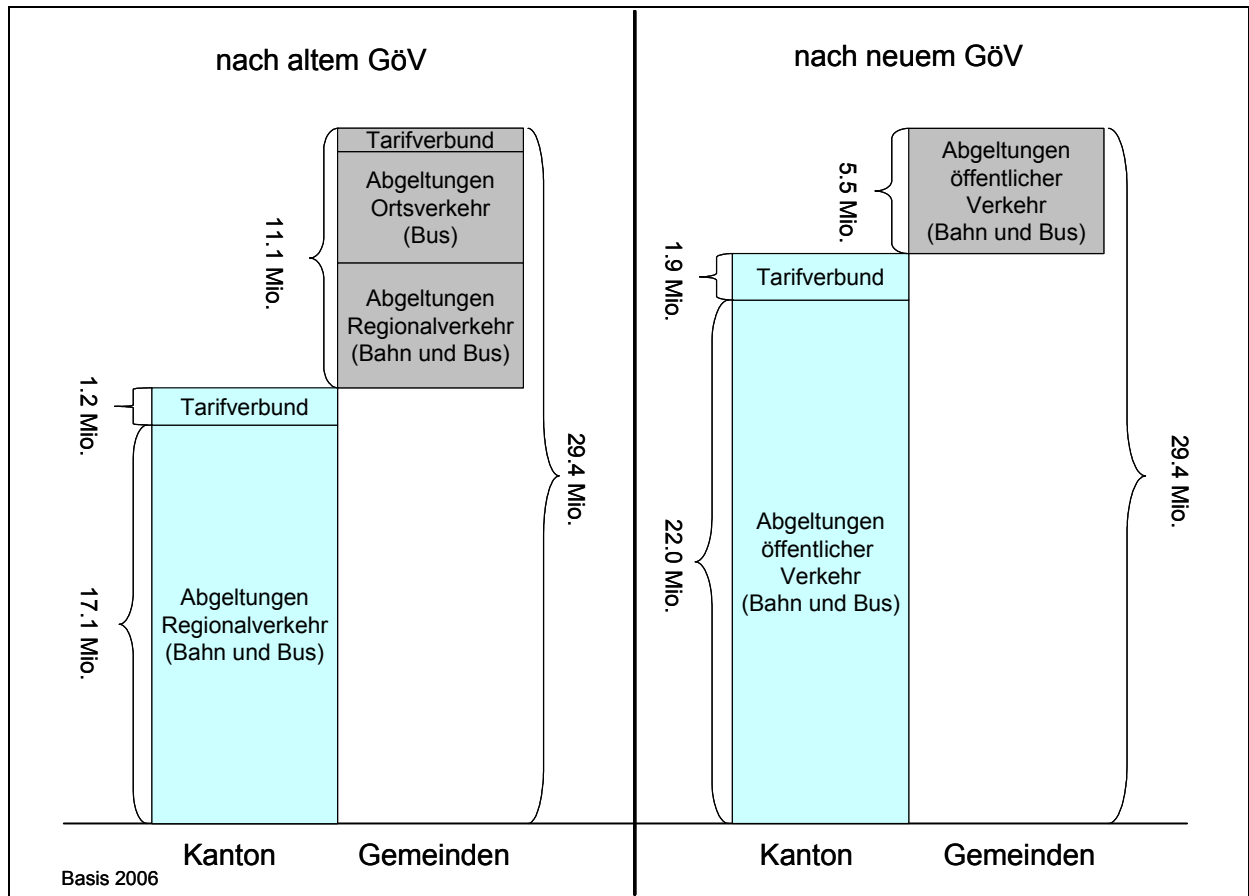 nach altem GöV
Tarifverbund
Abgeltungen
Ortsverkehr
(Bus)
Abgeltungen
Regionalverkehr
(Bahn und Bus)
11.1 Mio.
1.2 Mio.
Tarifverbund
17.1 Mio.
Abgeltungen
Regionalverkehr
(Bahn und Bus)
29.4 Mio.
Kanton
Gemeinden
Basis 2006
nach neuem GöV
5.5 Mio.
Abgeltungen
öffentlicher
Verkehr
(Bahn und Bus)
1.9 Mio.
Tarifverbund
22.0 Mio.
Abgeltungen
öffentlicher
Verkehr
(Bahn und Bus)
29.4 Mio.
Kanton
Gemeinden